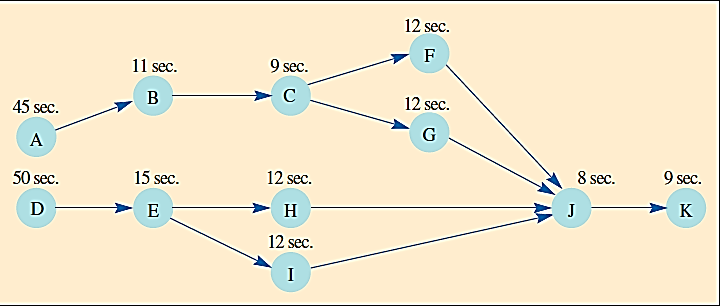 12 sec.
F
11 sec.
B
9 sec.
C
45 sec.
A
12 sec.
G
50 sec.
D
15 sec.
E
12 sec.
H
8 sec.
J
9 sec.
K
12 sec.
I